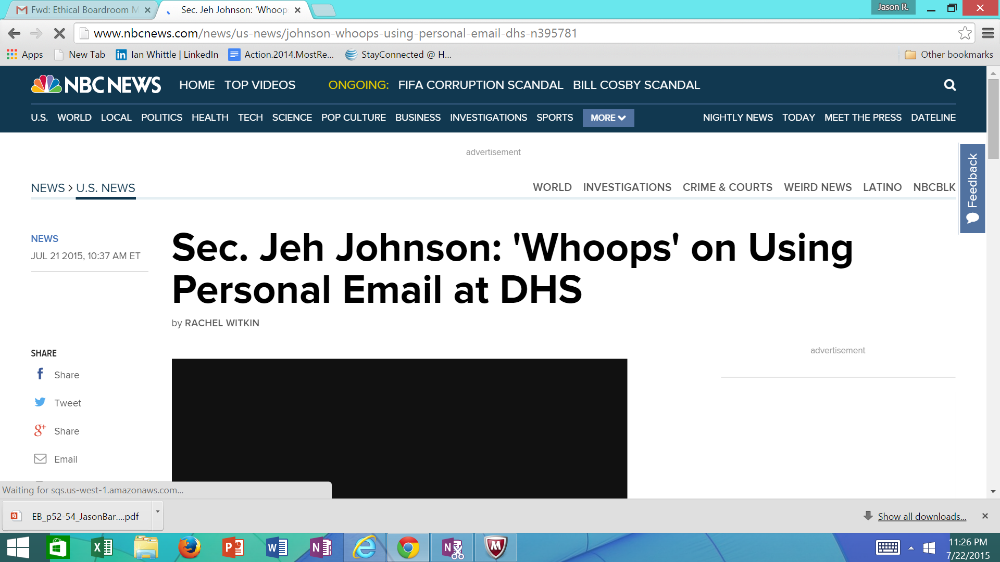 Fwd: Ethical Boardroom M
Sec. Jeh Johnson: 'Whoop
Jason R.
www.nbcnews.com/news/us-news/johnson-whoops-using-personal-email-dhs-n395781
Apps New Tab Ian Whittle | LinkedIn Action.2014.MostRe... StayConnected @ H... Other bookmarks
NBC NEWS HOME TOP VIDEOS ONGOING: FIFA CORRUPTION SCANDAL BILL COSBY SCANDAL
U.S. WORLD LOCAL POLITICS HEALTH TECH SCIENCE POP CULTURE BUSINESS INVESTIGATIONS SPORTS MORE NIGHTLY NEWS TODAY MEET THE PRESS DATELINE
advertisement
Feedback
NEWS > U.S. NEWS WORLD INVESTIGATIONS CRIME & COURTS WEIRD NEWS LATINO NBCBLK
NEWS
JUL 21 2015, 10:37 AM ET
Sec. Jeh Johnson: 'Whoops' on Using
Personal Email at DHS
by RACHEL WITKIN
advertisement
SHARE
Share
Tweet
Share
Email
Waiting for sqs.us-west-1.amazonaws.com...
EB_p52-54_JasonBar....pdf Show all downloads...
11:26 PM
7/22/2015